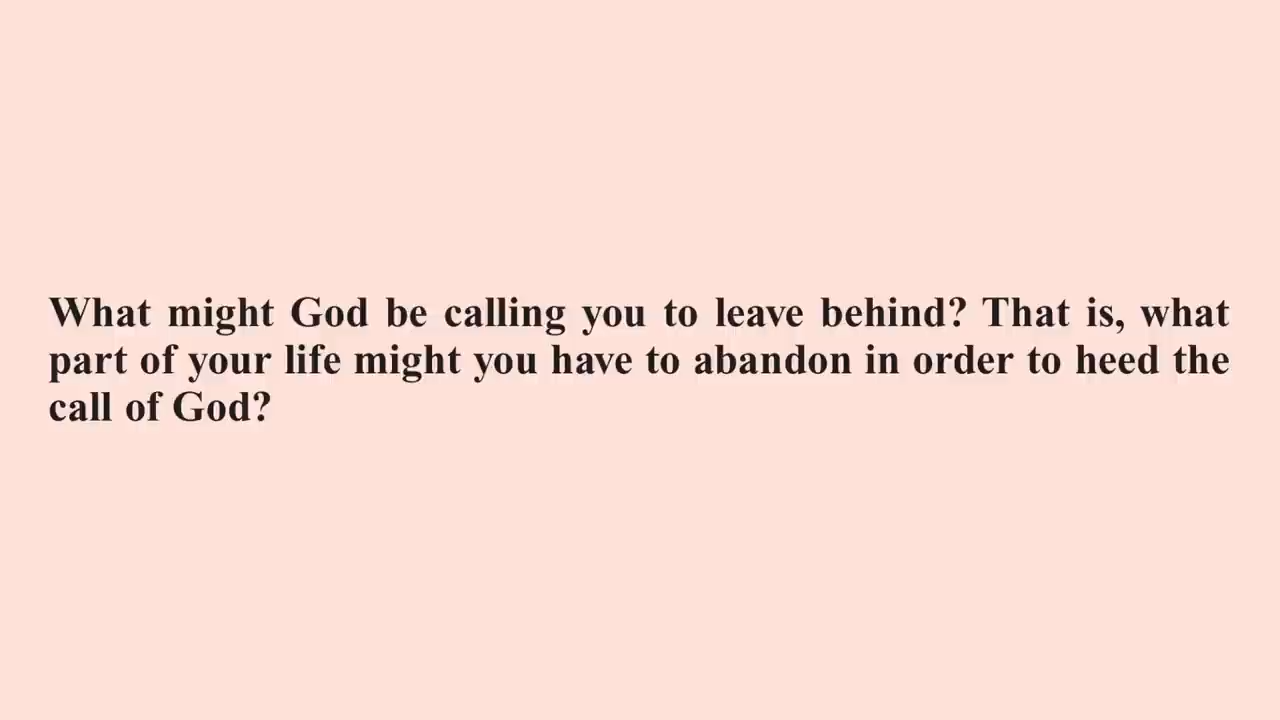 What might God be calling you to leave behind? That is, what
part of your life might you have to abandon in order to heed the
call of God?